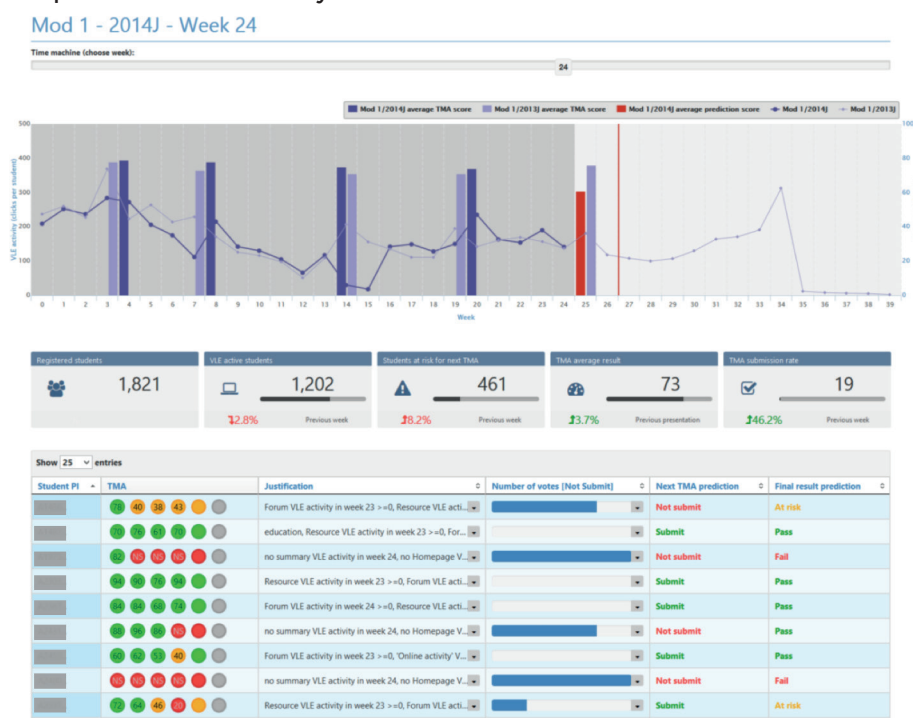 Mod 1 - 2014J - Week 24
Time machine (choose week):
24
Mod 1/2014J average TMA score Mod 1/2013J average TMA score Mod 1/2014J average prediction score Mod 1/2014J Mod 1/2013J
500 100
400 80
300 60
200 40
100 20
0 0
VLE activity (clicks per student)
0 1 2 3 4 5 6 7 8 9 10 11 12 13 14 15 16 17 18 19 20 21 22 23 24 25 26 27 28 29 30 31 32 33 34 35 36 37 38 39
Week
Registered students VLE active students Students at risk for next TMA TMA average result TMA submission rate
1,821 1,202 461 73 19
2.8% Previous week 8.2% Previous week 3.7% Previous presentation 46.2% Previous week
Show 25 entries
Student PI TMA Justification Number of votes [Not Submit] Next TMA prediction Final result prediction
78 40 38 43 Forum VLE activity in week 23 >=0, Resource VLE acti... Not submit At risk
70 76 61 70 education, Resource VLE activity in week 23 >=0, For... Submit Pass
82 NS NS NS no summary VLE activity in week 24, no Homepage V... Not submit Fail
94 90 76 94 Resource VLE activity in week 23 >=0, Forum VLE acti... Submit Pass
84 84 68 74 Forum VLE activity in week 24 >=0, Resource VLE acti... Submit Pass
88 96 86 NS no summary VLE activity in week 24, no Homepage V... Not submit Pass
60 62 53 40 Forum VLE activity in week 23 >=0, 'Online activity' V... Submit Pass
NS NS NS NS no summary VLE activity in week 24, no Homepage V... Not submit Fail
72 64 46 20 Resource VLE activity in week 23 >=0, Forum VLE acti... Submit At risk